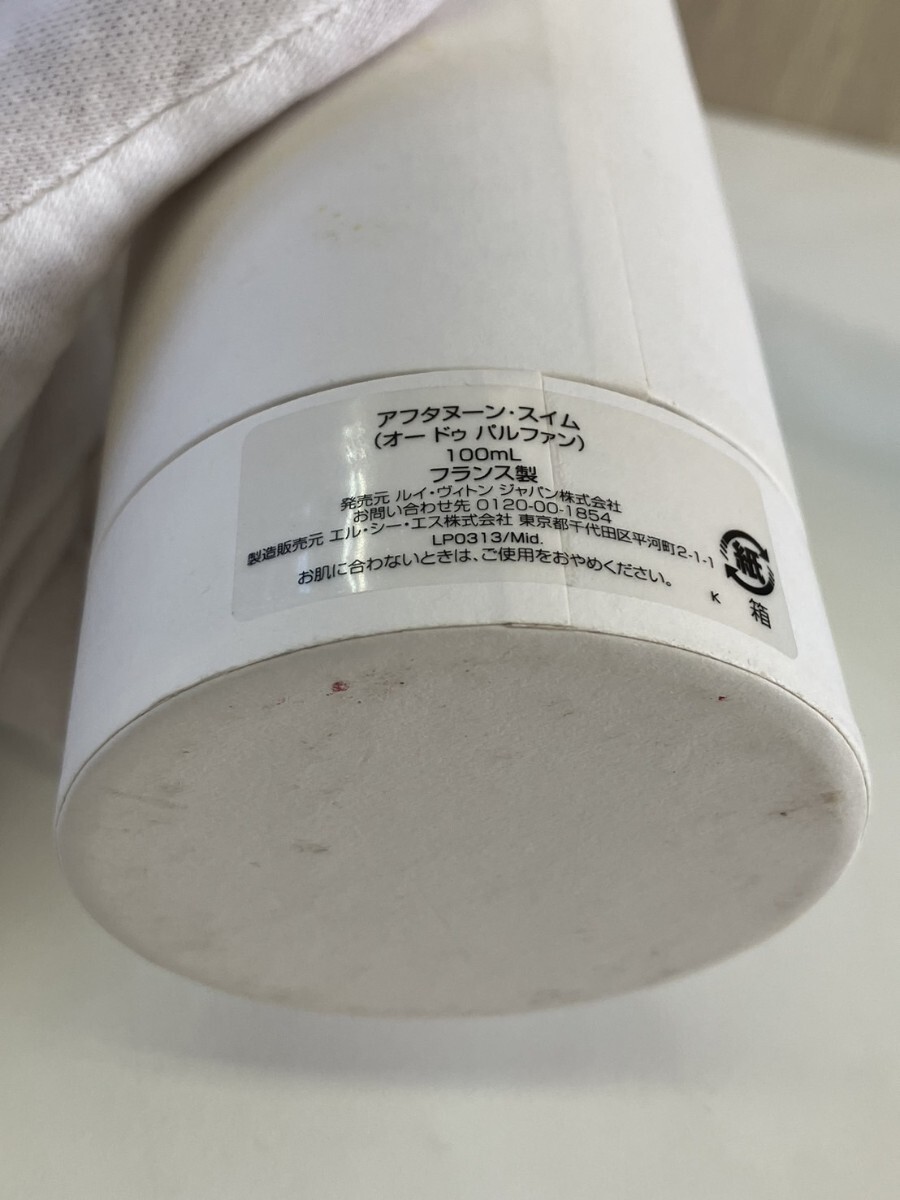 アフタヌーン・スイム
(オー ドゥ パルファン)
100mL
フランス製
発売元 ルイ・ヴィトン ジャパン株式会社
お問い合わせ先 0120-00-1854
製造販売元 エル・シー・エス株式会社 東京都千代田区平河町2-1-1
LP0313/Mid.
お肌に合わないときは、ご使用をおやめください。
K
紙
箱